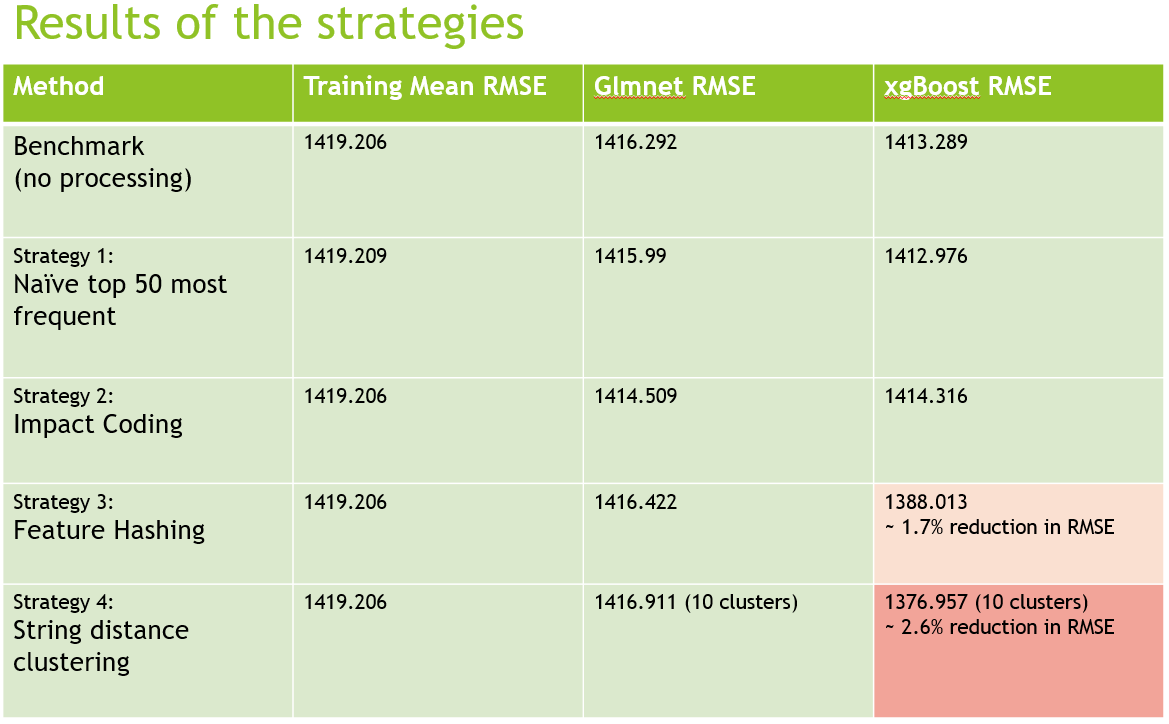 Results of the strategies
Method Training Mean RMSE Glmnet RMSE xgBoost RMSE
Benchmark 1419.206 1416.292 1413.289
(no processing)
Strategy 1: 1419.209 1415.99 1412.976
Naïve top 50 most
frequent
Strategy 2: 1419.206 1414.509 1414.316
Impact Coding
Strategy 3: 1419.206 1416.422 1388.013
Feature Hashing ~ 1.7% reduction in RMSE
Strategy 4: 1419.206 1416.911 (10 clusters) 1376.957 (10 clusters)
String distance ~ 2.6% reduction in RMSE
clustering